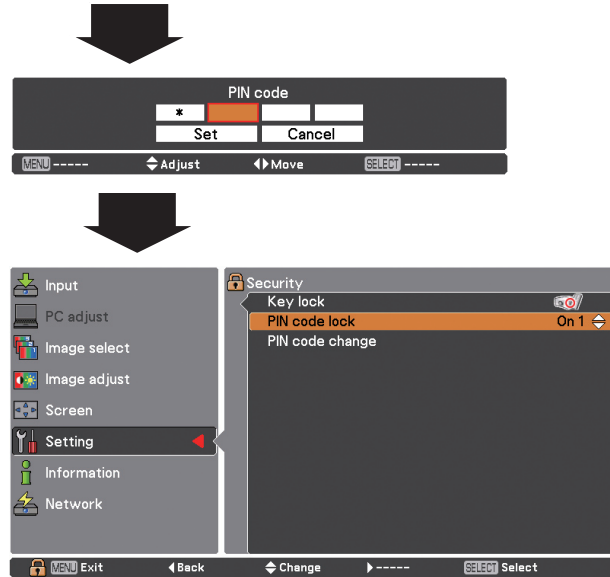 PIN code
*
Set Cancel
MENU ----- Adjust Move SELECT -----
Input
PC adjust
Image select
Image adjust
Screen
Setting
Information
Network
Security
Key lock
PIN code lock On 1
PIN code change
MENU Exit Back Change ----- SELECT Select